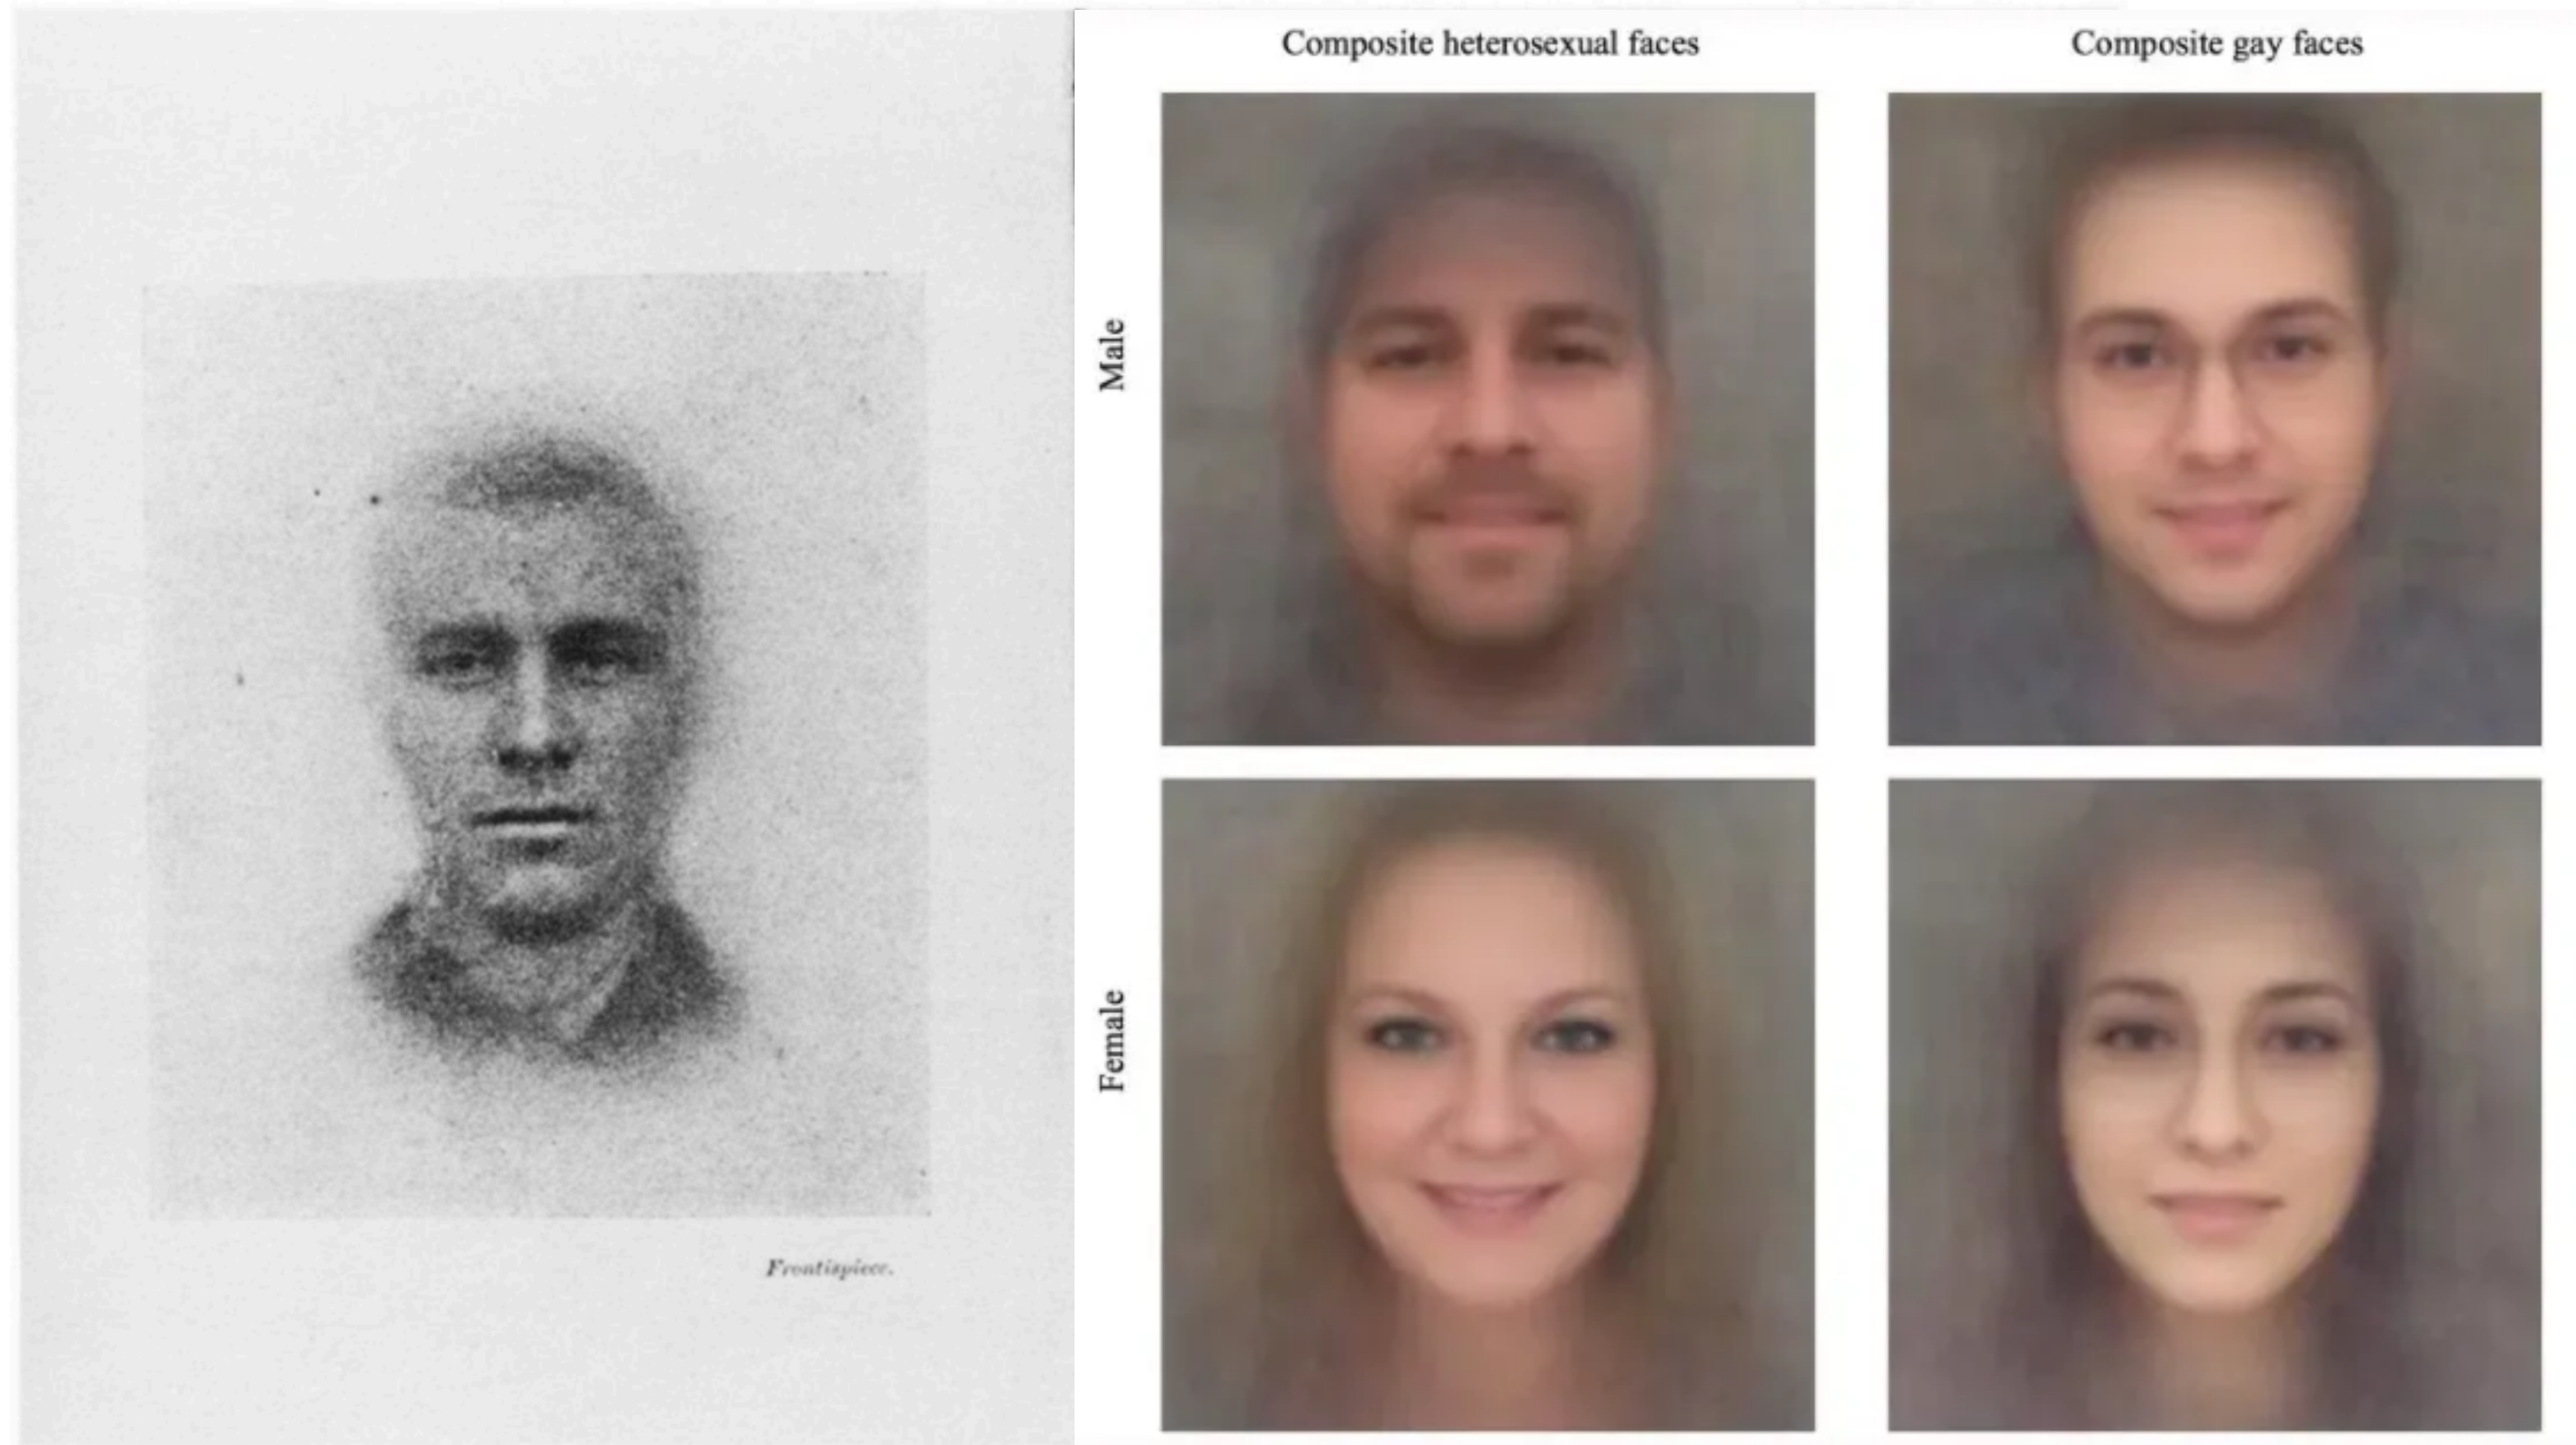 Frontispiece.
Composite heterosexual faces
Composite gay faces
Male
Female